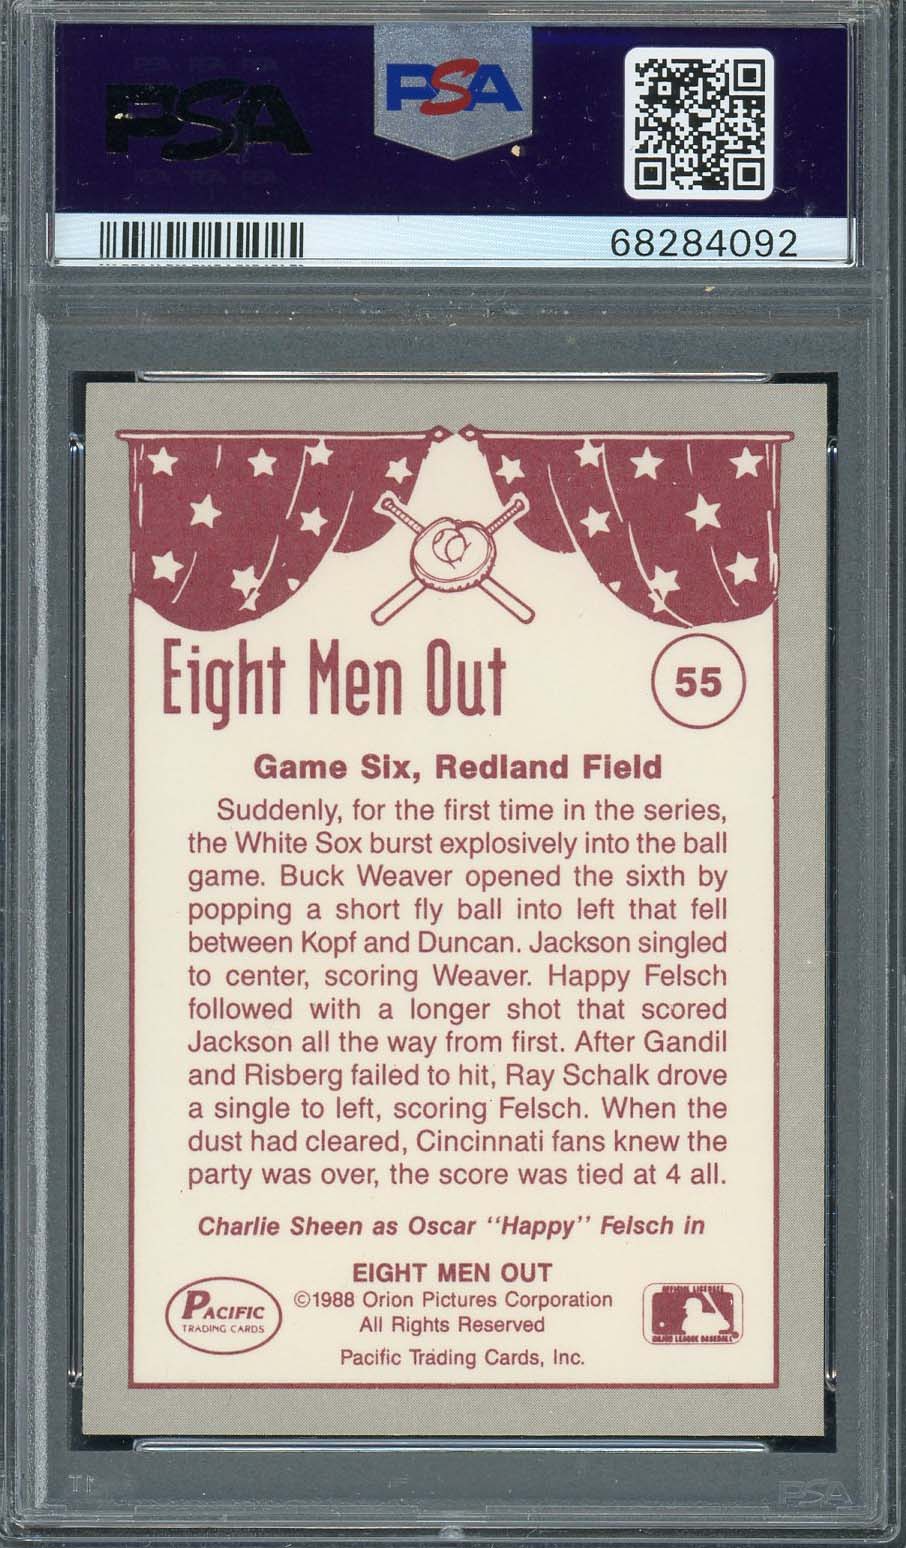 PSA
PSA
68284092
Eight Men Out
55
Game Six, Redland Field
Suddenly, for the first time in the series,
the White Sox burst explosively into the ball
game. Buck Weaver opened the sixth by
popping a short fly ball into left that fell
between Kopf and Duncan. Jackson singled
to center, scoring Weaver. Happy Felsch
followed with a longer shot that scored
Jackson all the way from first. After Gandil
and Risberg failed to hit, Ray Schalk drove
a single to left, scoring Felsch. When the
dust had cleared, Cincinnati fans knew the
party was over, the score was tied at 4 all.
Charlie Sheen as Oscar "Happy" Felsch in
EIGHT MEN OUT
©1988 Orion Pictures Corporation
All Rights Reserved
Pacific Trading Cards, Inc.
PACIFIC
TRADING CARDS
OFFICIAL LICENSEE
MAJOR LEAGUE BASEBALL
PSA